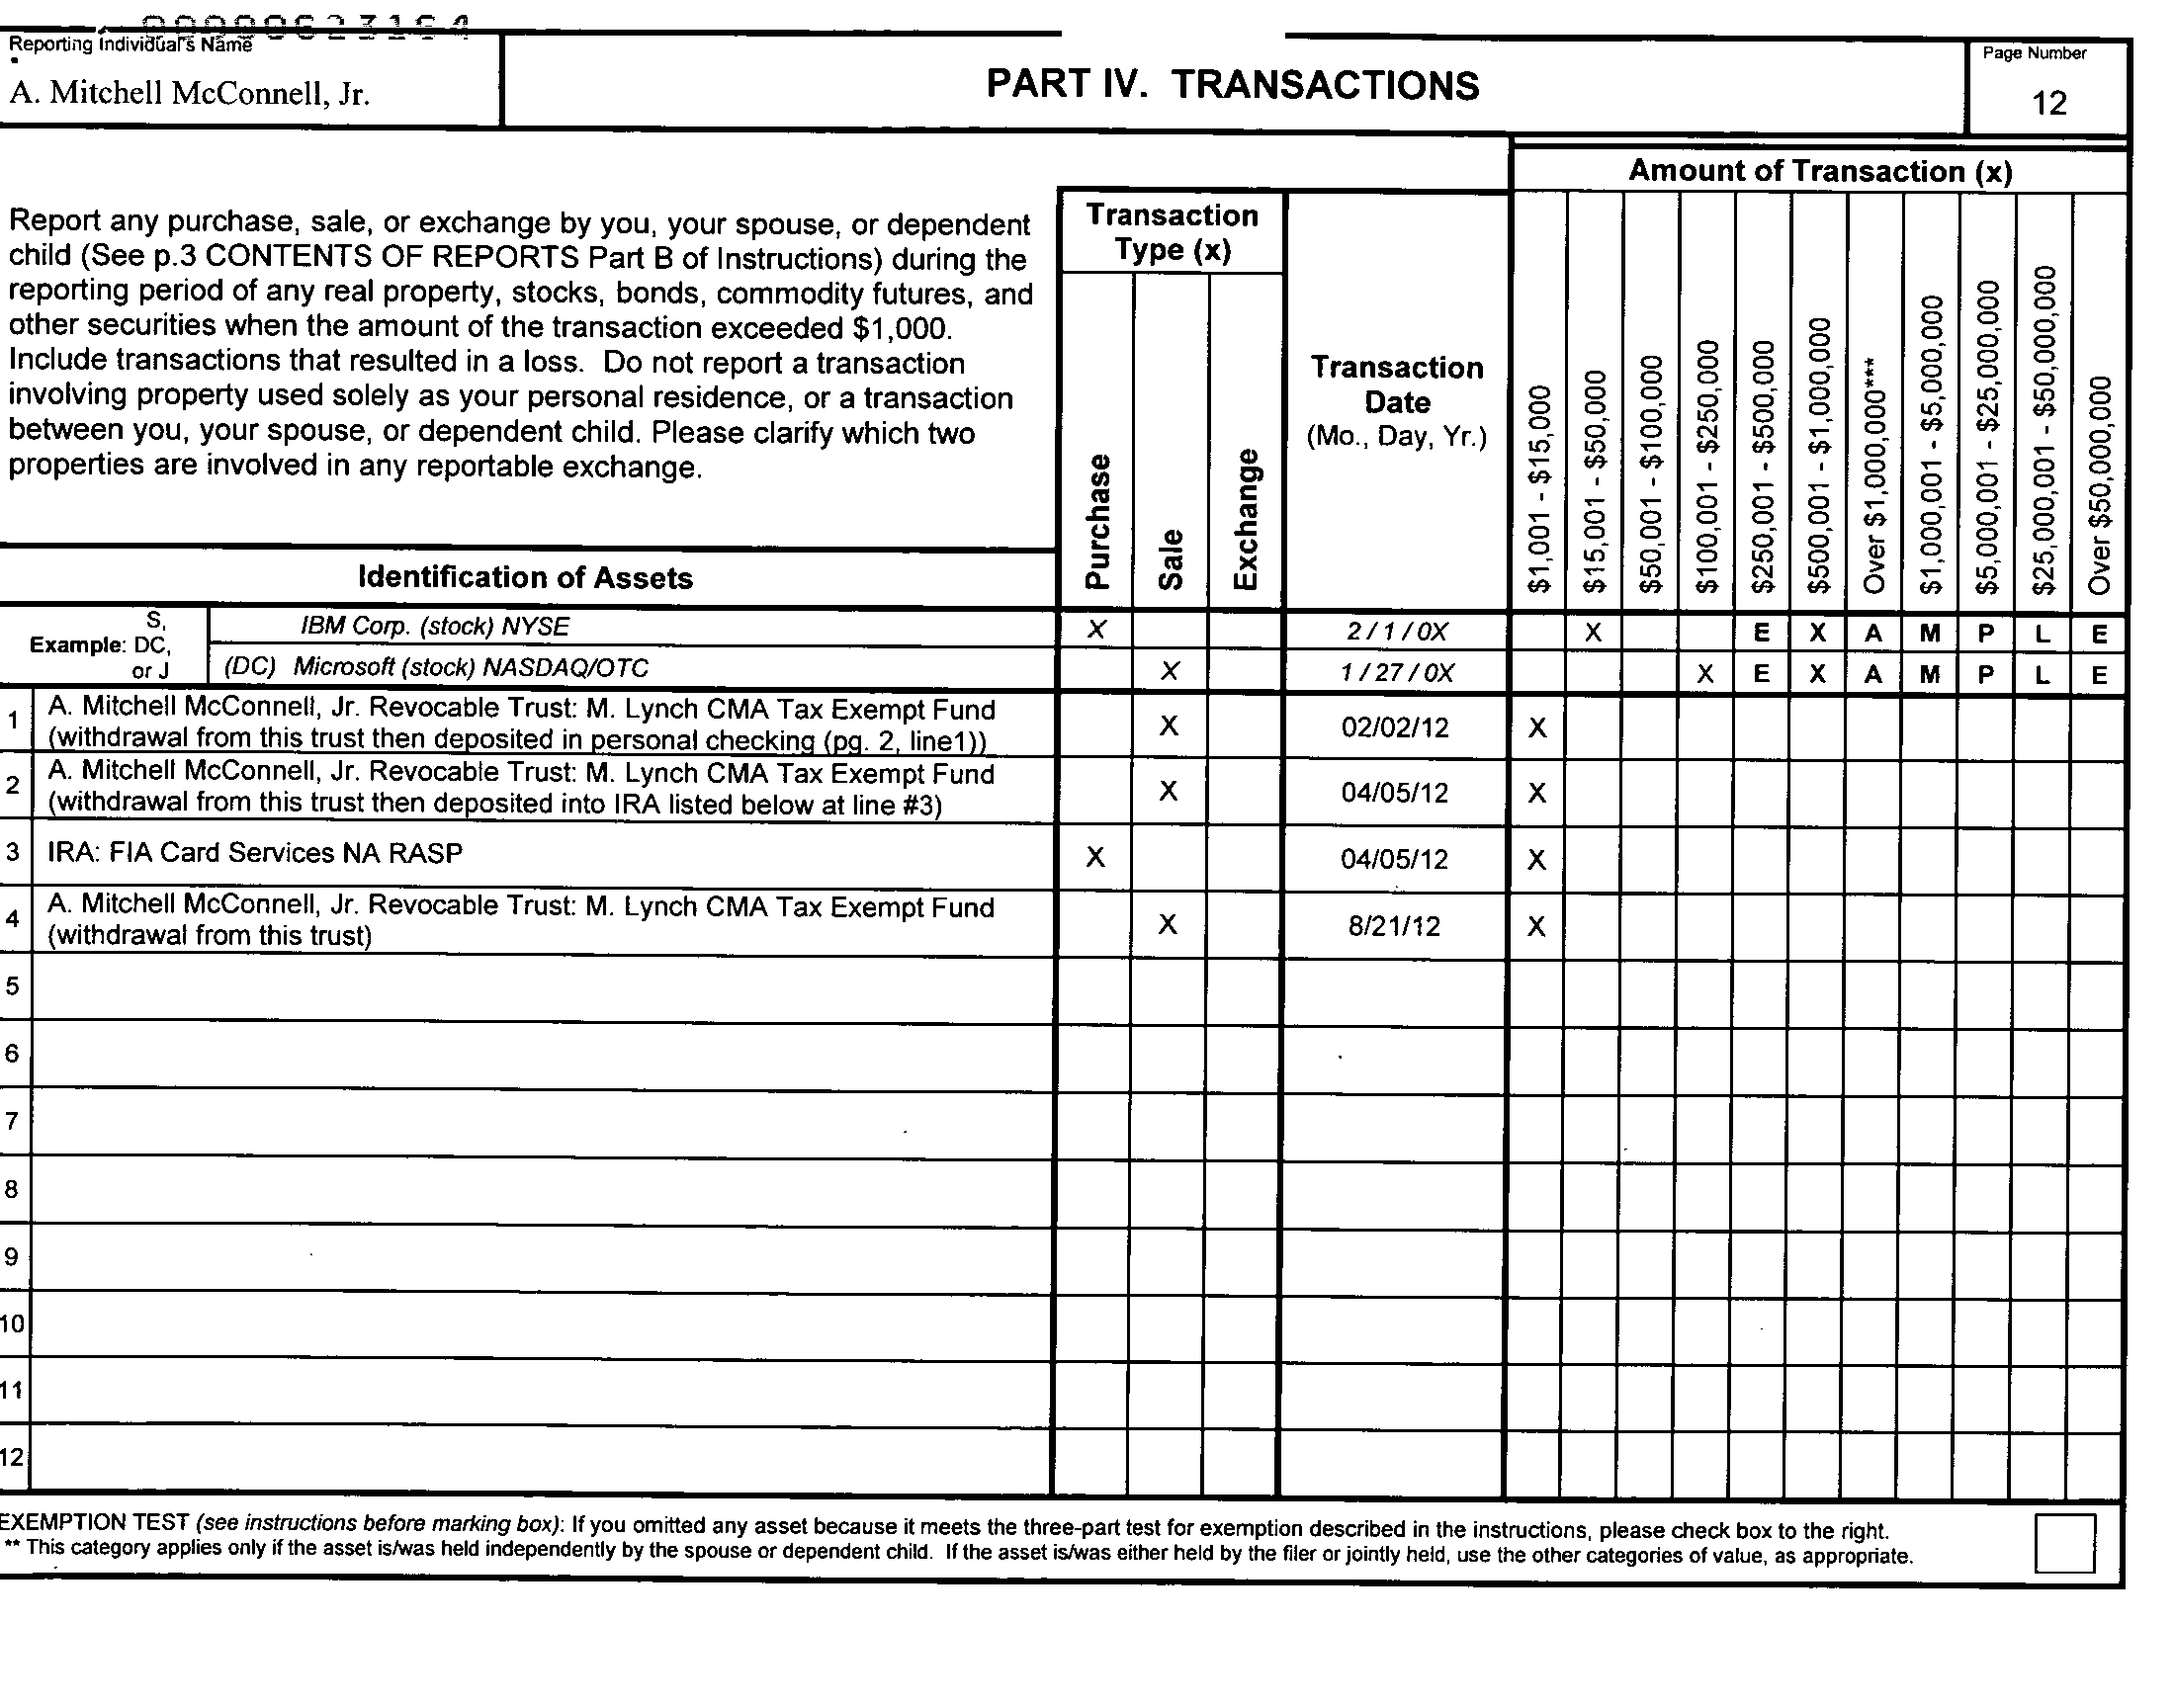 Reporting Individual's Name
A. Mitchell McConnell, Jr.
PART IV. TRANSACTIONS
Page Number
12
Amount of Transaction (x)
Report any purchase, sale, or exchange by you, your spouse, or dependent
child (See p.3 CONTENTS OF REPORTS Part B of Instructions) during the
reporting period of any real property, stocks, bonds, commodity futures, and
other securities when the amount of the transaction exceeded $1,000.
Include transactions that resulted in a loss. Do not report a transaction
involving property used solely as your personal residence, or a transaction
between you, your spouse, or dependent child. Please clarify which two
properties are involved in any reportable exchange.
Transaction
Type (x)
Purchase
Sale
Exchange
Transaction
Date
(Mo., Day, Yr.)
$1,001 - $15,000
$15,001 - $50,000
$50,001 - $100,000
$100,001 - $250,000
$250,001 - $500,000
$500,001 - $1,000,000
Over $1,000,000***
$1,000,001 - $5,000,000
$5,000,001 - $25,000,000
$25,000,001 - $50,000,000
Over $50,000,000
Identification of Assets
S,
Example: DC,
or J
IBM Corp. (stock) NYSE X 2 / 1 / 0X X E X A M P L E
(DC) Microsoft (stock) NASDAQ/OTC X 1 / 27 / 0X X E X A M P L E
1 A. Mitchell McConnell, Jr. Revocable Trust: M. Lynch CMA Tax Exempt Fund
(withdrawal from this trust then deposited in personal checking (pg. 2, line1)) X 02/02/12 X
2 A. Mitchell McConnell, Jr. Revocable Trust: M. Lynch CMA Tax Exempt Fund
(withdrawal from this trust then deposited into IRA listed below at line #3) X 04/05/12 X
3 IRA: FIA Card Services NA RASP X 04/05/12 X
4 A. Mitchell McConnell, Jr. Revocable Trust: M. Lynch CMA Tax Exempt Fund
(withdrawal from this trust) X 8/21/12 X
5
6
7
8
9
10
11
12
EXEMPTION TEST (see instructions before marking box): If you omitted any asset because it meets the three-part test for exemption described in the instructions, please check box to the right.
** This category applies only if the asset is/was held independently by the spouse or dependent child. If the asset is/was either held by the filer or jointly held, use the other categories of value, as appropriate.